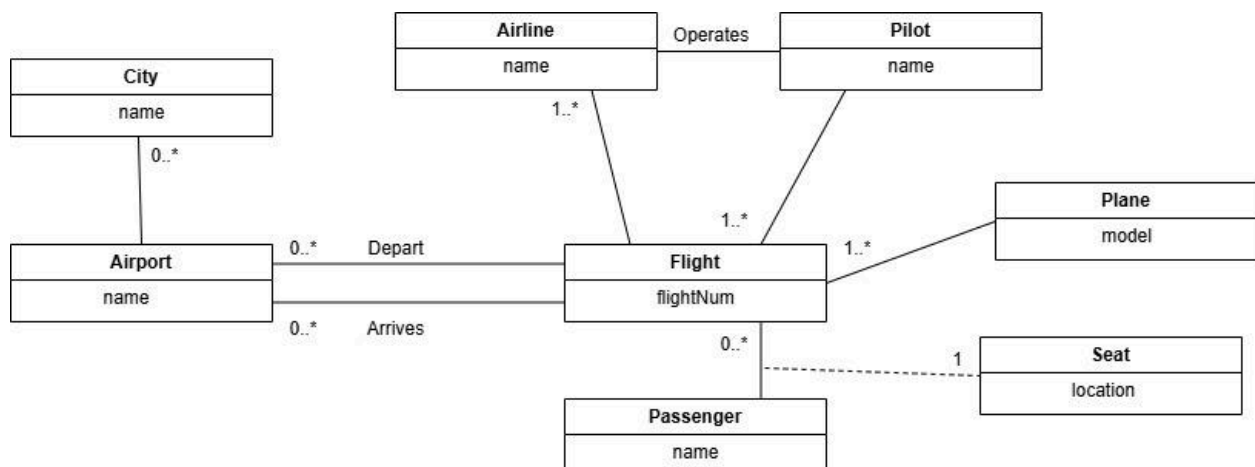 Airline
name
Operates
Pilot
name
City
name
1..*
0..*
Plane
model
1..*
1..*
Airport
name
0..*
Depart
0..*
Arrives
Flight
flightNum
0..*
1
Seat
location
Passenger
name